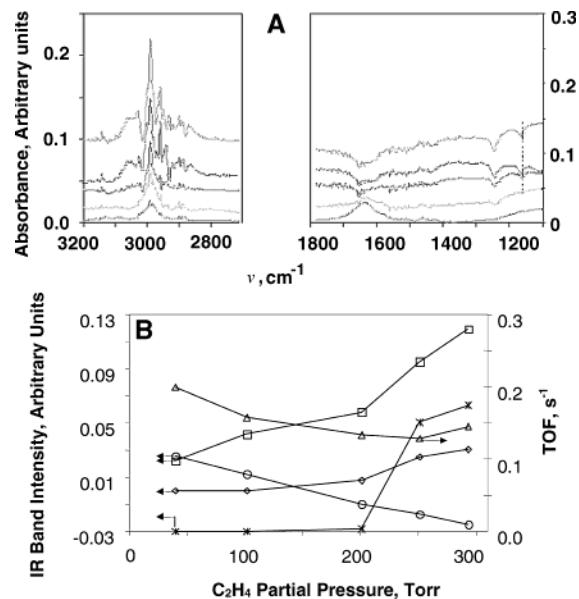 A
Absorbance, Arbitrary units
0.2
0.1
0.0
3200 3000 2800
0.3
0.2
0.1
0
1800 1600 1400 1200
ν, cm⁻¹
B
IR Band Intensity, Arbitrary Units
0.13
0.09
0.05
0.01
-0.03
0.3
0.2
0.1
0.0
TOF, s⁻¹
0 100 200 300
C₂H₄ Partial Pressure, Torr